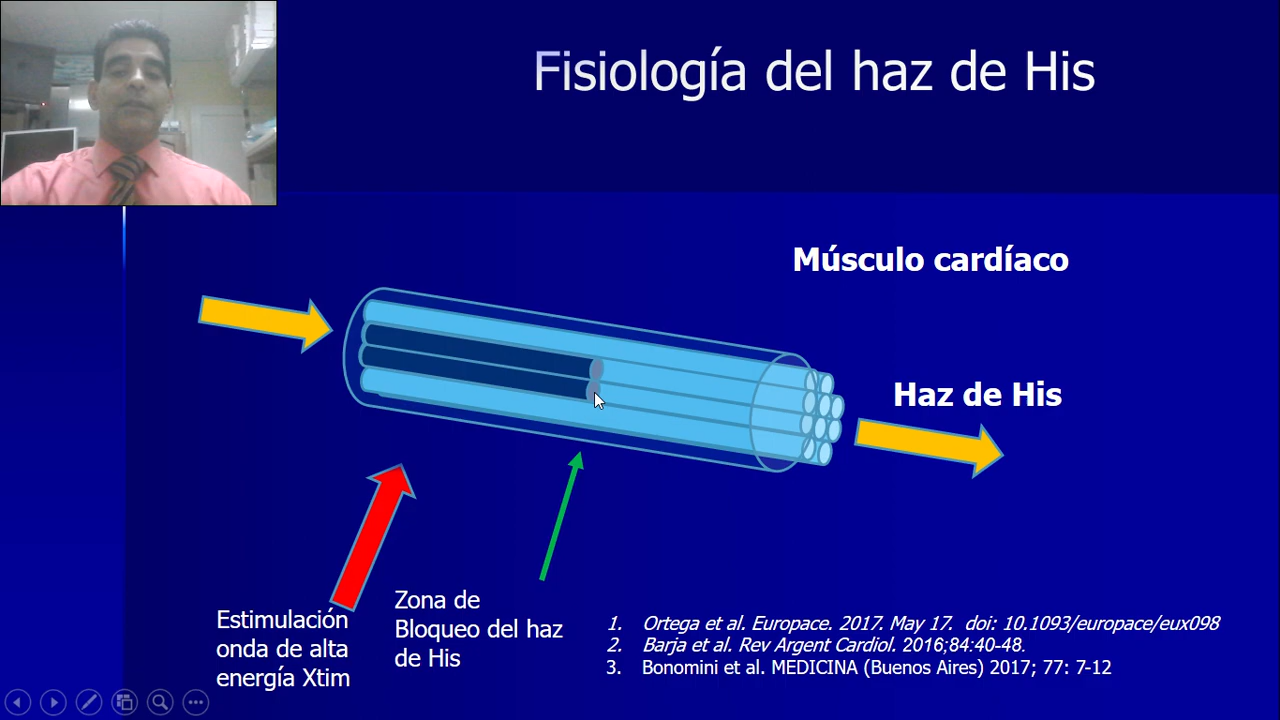 Fisiología del haz de His
Músculo cardíaco
Haz de His
Estimulación
onda de alta
energía Xtim
Zona de
Bloqueo del haz
de His
1. Ortega et al. Europace. 2017. May 17. doi: 10.1093/europace/eux098
2. Barja et al. Rev Argent Cardiol. 2016;84:40-48.
3. Bonomini et al. MEDICINA (Buenos Aires) 2017; 77: 7-12